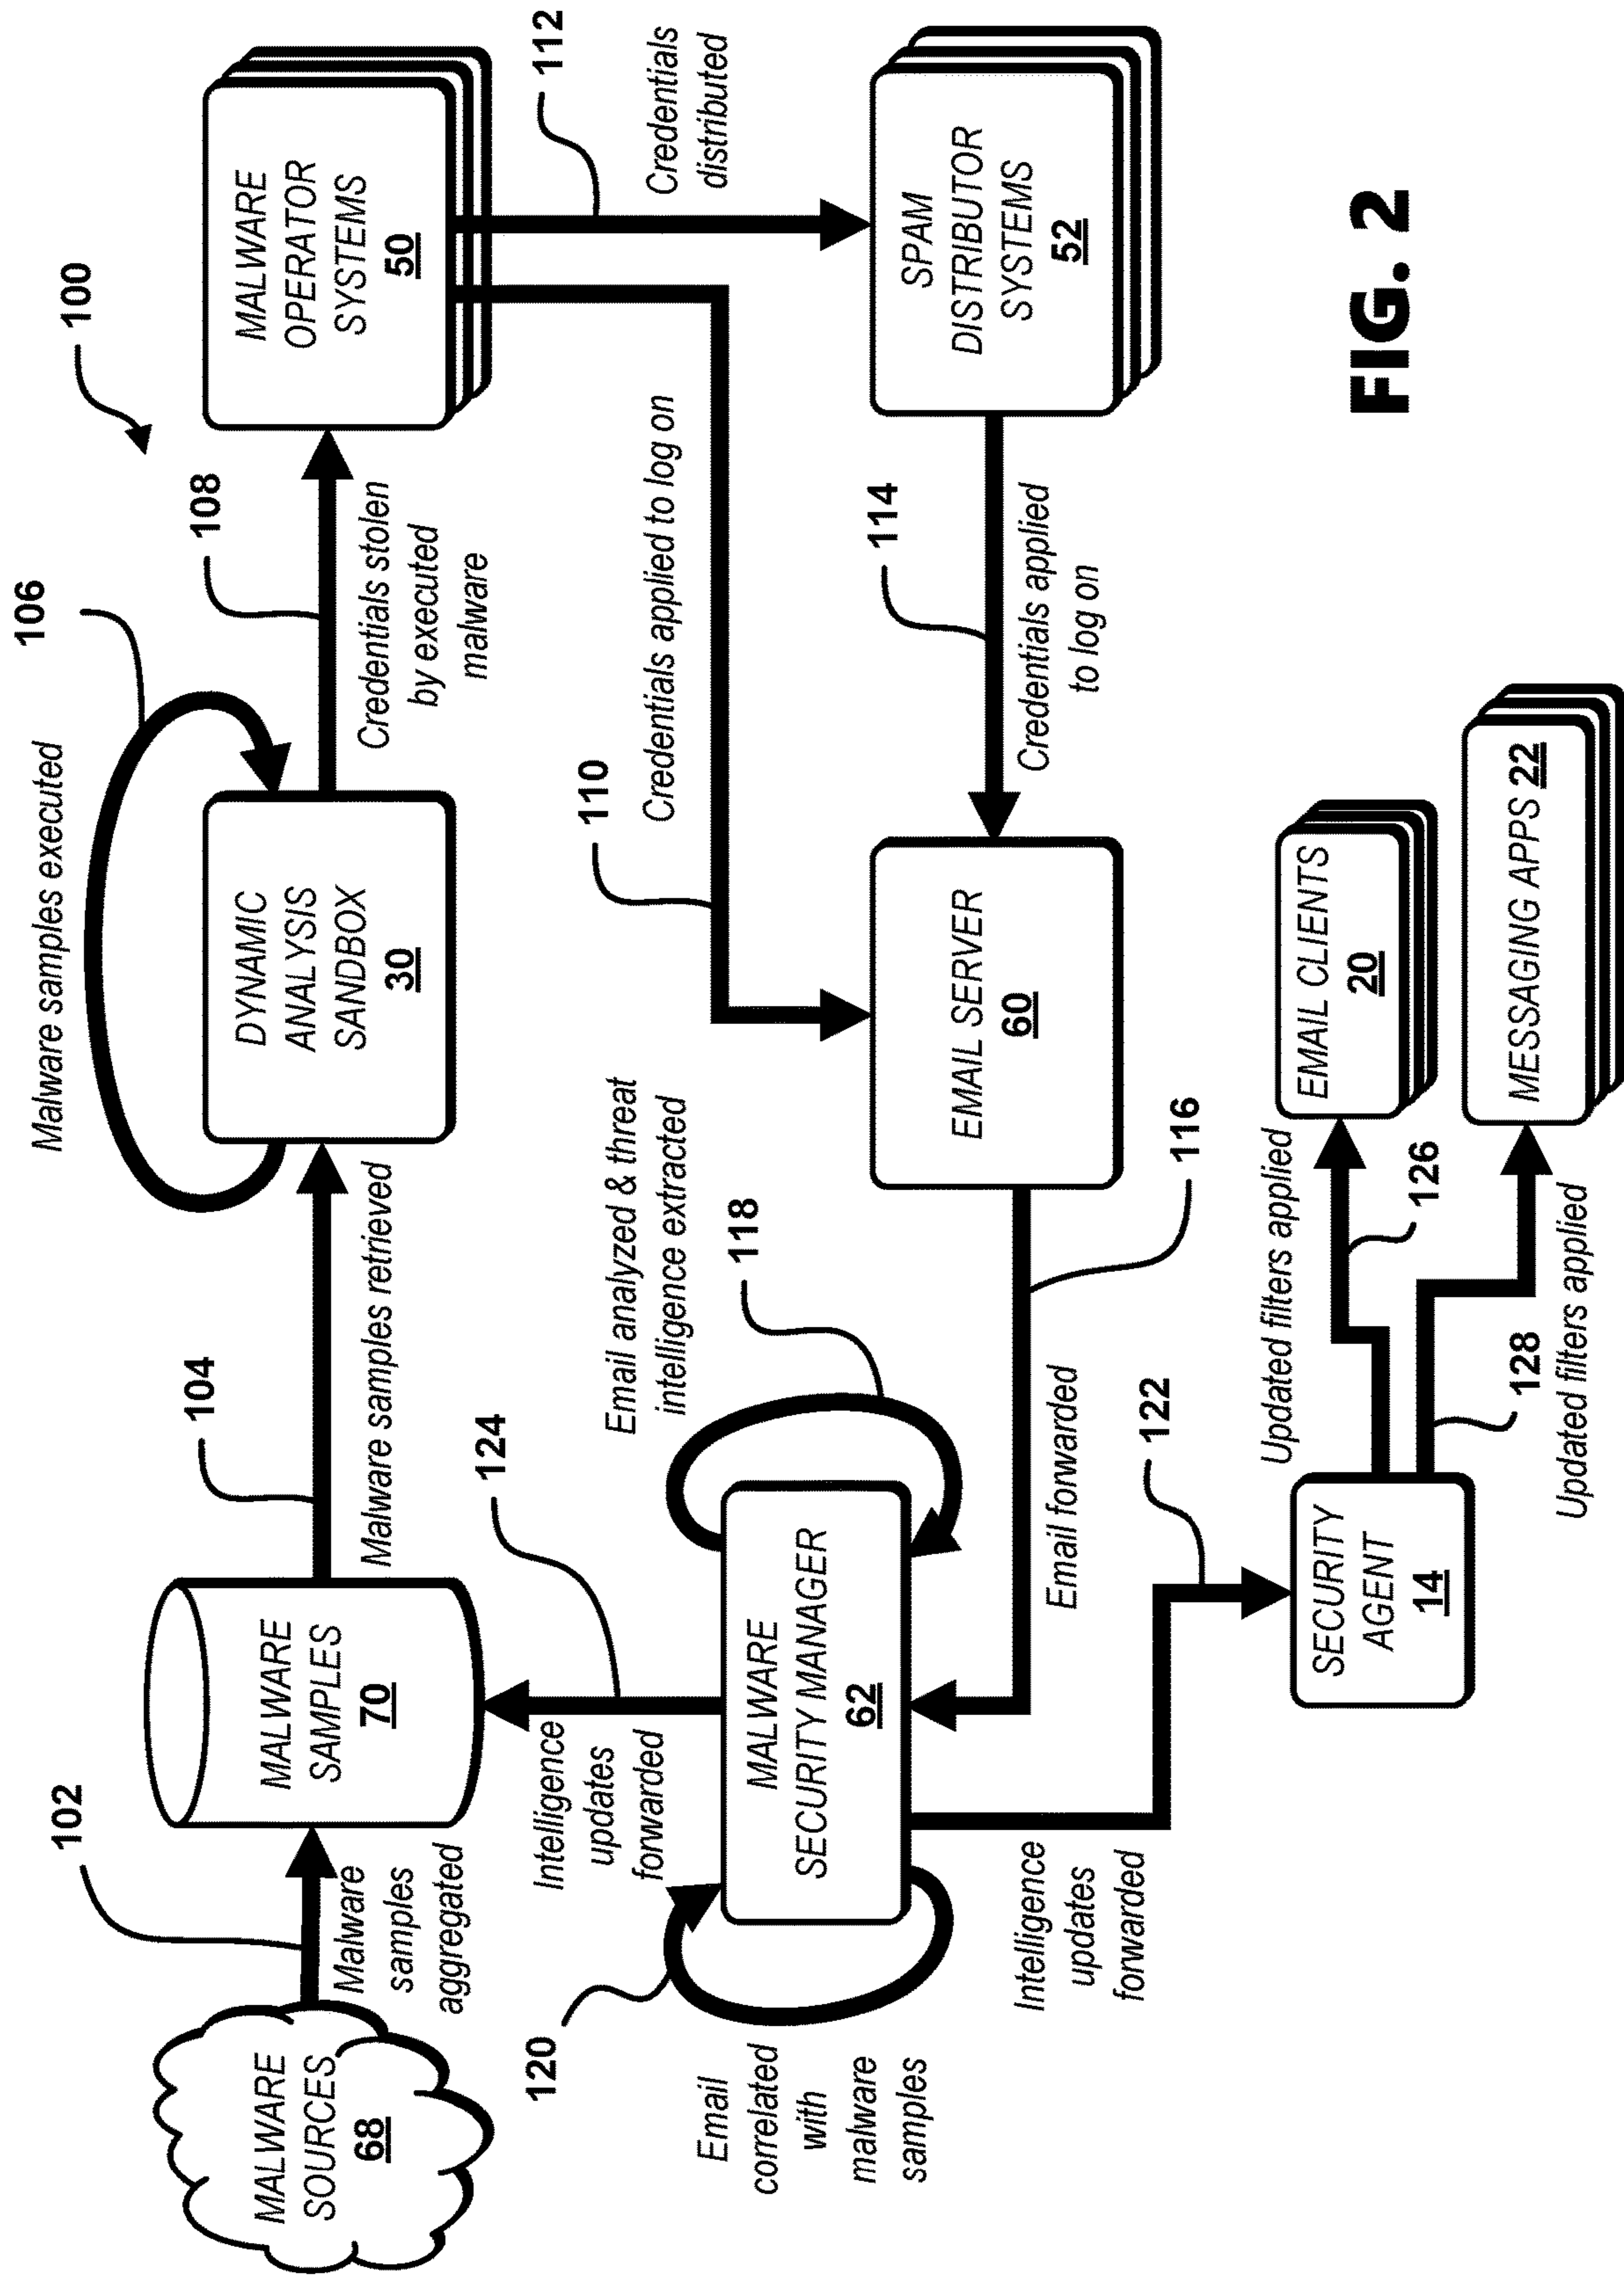 100
106
Malware samples executed
102
104
108
MALWARE
SOURCES
68
Malware
samples
aggregated
MALWARE
SAMPLES
70
Malware samples retrieved
DYNAMIC
ANALYSIS
SANDBOX
30
Credentials stolen
by executed
malware
MALWARE
OPERATOR
SYSTEMS
50
112
Credentials
distributed
124
Intelligence
updates
forwarded
110
Credentials applied to log on
120
Email
correlated
with
malware
samples
MALWARE
SECURITY MANAGER
62
118
Email analyzed & threat
intelligence extracted
EMAIL SERVER
60
114
Credentials applied
to log on
SPAM
DISTRIBUTOR
SYSTEMS
52
116
Email forwarded
Intelligence
updates
forwarded
122
SECURITY
AGENT
14
Updated filters applied
126
EMAIL CLIENTS
20
128
Updated filters applied
MESSAGING APPS 22
FIG. 2